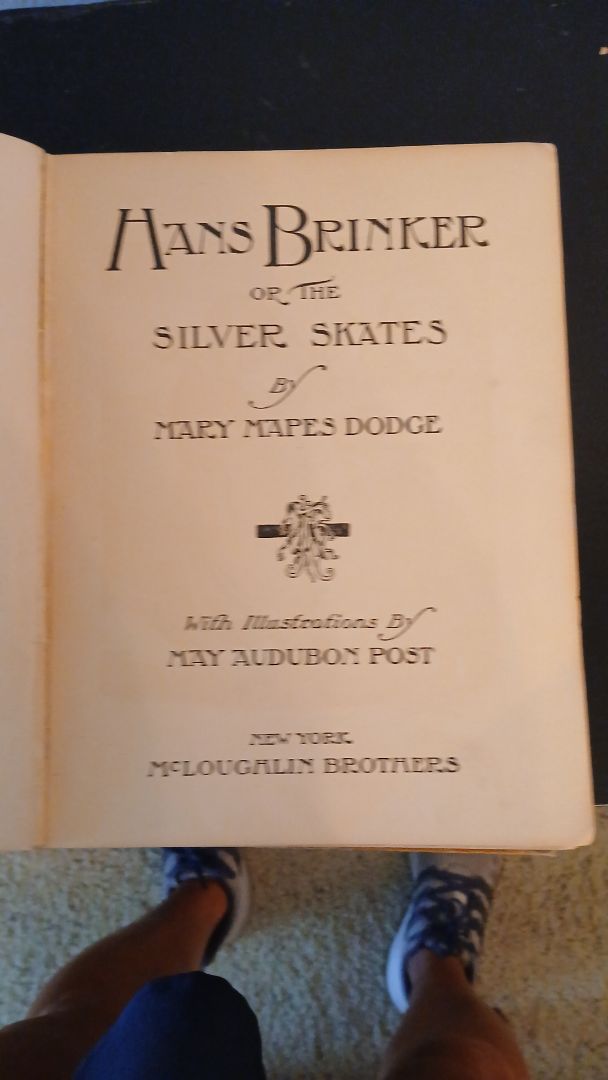 HANS BRINKER
OR THE
SILVER SKATES
By
MARY MAPES DODGE
With Illustrations By
MAY AUDUBON POST
NEW YORK
McLOUGHLIN BROTHERS